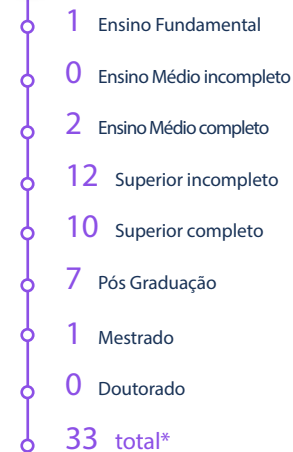 1 Ensino Fundamental
0 Ensino Médio incompleto
2 Ensino Médio completo
12 Superior incompleto
10 Superior completo
7 Pós Graduação
1 Mestrado
0 Doutorado
33 total*